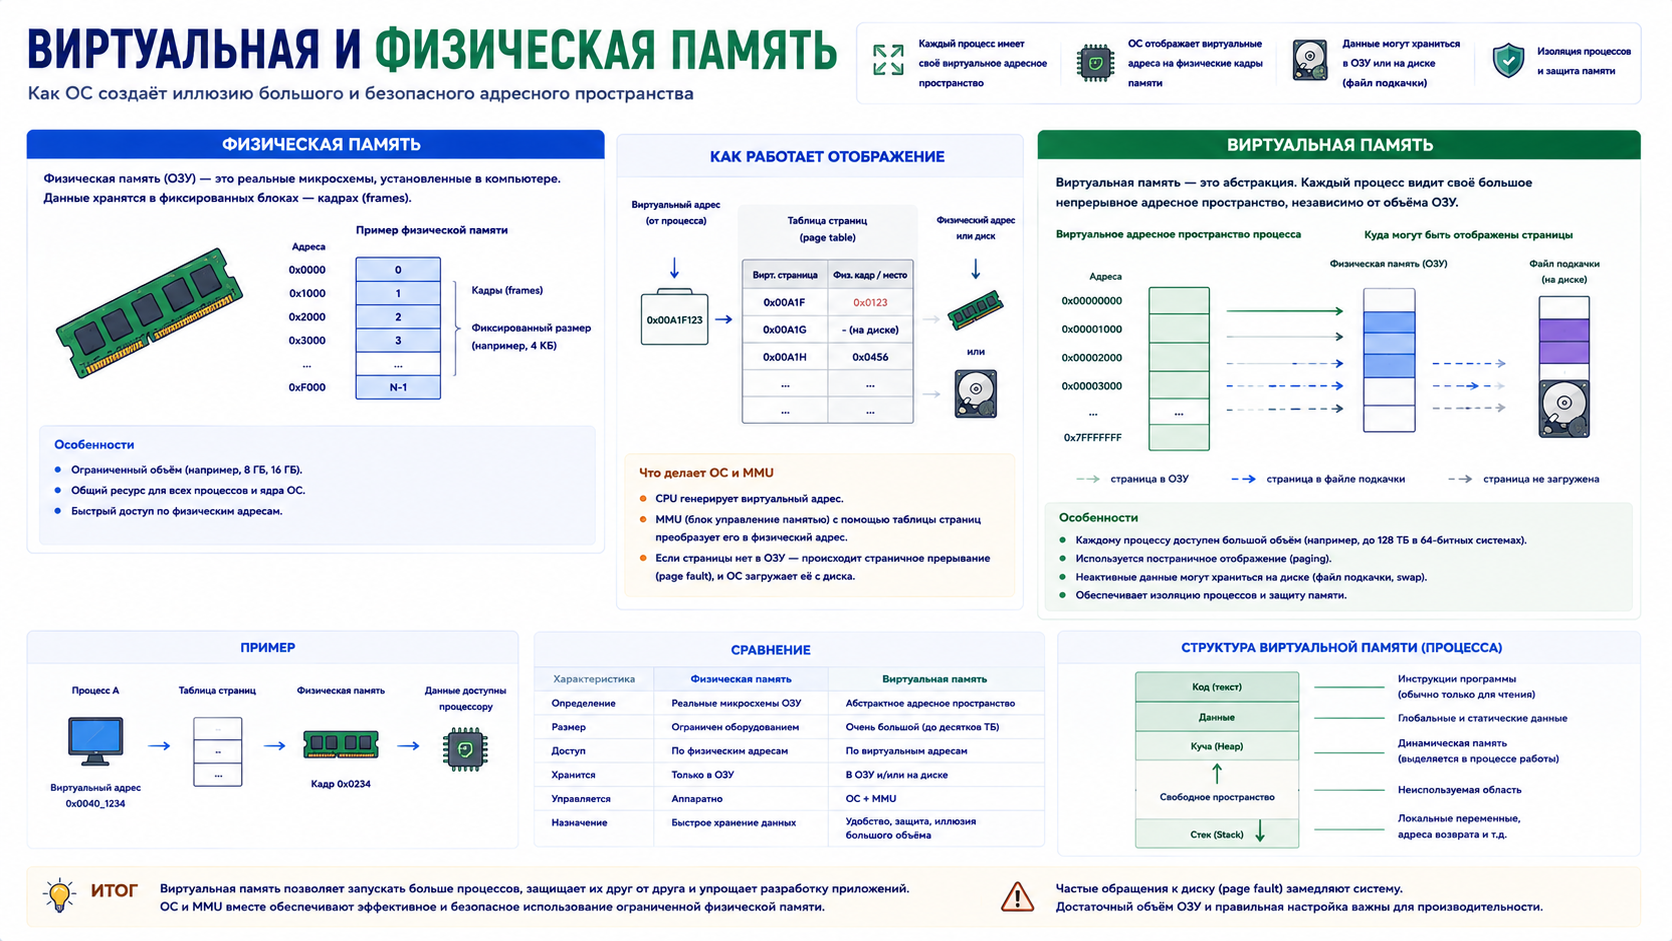 ВИРТУАЛЬНАЯ И ФИЗИЧЕСКАЯ ПАМЯТЬ
Как ОС создаёт иллюзию большого и безопасного адресного пространства
Каждый процесс имеет
своё виртуальное адресное
пространство
ОС отображает виртуальные
адреса на физические кадры
памяти
Данные могут храниться
в ОЗУ или на диске
(файл подкачки)
Изоляция процессов
и защита памяти
ФИЗИЧЕСКАЯ ПАМЯТЬ
Физическая память (ОЗУ) — это реальные микросхемы, установленные в компьютере.
Данные хранятся в фиксированных блоках — кадрах (frames).
Пример физической памяти
Адреса
0x0000 0
0x1000 1
0x2000 2
0x3000 3
... ...
0xF000 N-1
Кадры (frames)
Фиксированный размер
(например, 4 КБ)
Особенности
Ограниченный объём (например, 8 ГБ, 16 ГБ).
Общий ресурс для всех процессов и ядра ОС.
Быстрый доступ по физическим адресам.
КАК РАБОТАЕТ ОТОБРАЖЕНИЕ
Виртуальный адрес
(от процесса)
0x00A1F123
Таблица страниц
(page table)
Вирт. страница Физ. кадр / место
0x00A1F 0x0123
0x00A1G - (на диске)
0x00A1H 0x0456
... ...
... ...
Физический адрес
или диск
или
Что делает ОС и MMU
CPU генерирует виртуальный адрес.
MMU (блок управление памятью) с помощью таблицы страниц
преобразует его в физический адрес.
Если страницы нет в ОЗУ — происходит страничное прерывание
(page fault), и ОС загружает её с диска.
ВИРТУАЛЬНАЯ ПАМЯТЬ
Виртуальная память — это абстракция. Каждый процесс видит своё большое
непрерывное адресное пространство, независимо от объёма ОЗУ.
Виртуальное адресное пространство процесса
Куда могут быть отображены страницы
Адреса
0x00000000
0x00001000
0x00002000
0x00003000
... ...
0x7FFFFFFF
Физическая память (ОЗУ)
Файл подкачки
(на диске)
страница в ОЗУ
страница в файле подкачки
страница не загружена
Особенности
Каждому процессу доступен большой объём (например, до 128 ТБ в 64-битных системах).
Используется постраничное отображение (paging).
Неактивные данные могут храниться на диске (файл подкачки, swap).
Обеспечивает изоляцию процессов и защиту памяти.
ПРИМЕР
Процесс A
Виртуальный адрес
0x0040_1234
Таблица страниц
...
..
...
Физическая память
Кадр 0x0234
Данные доступны
процессору
СРАВНЕНИЕ
Характеристика Физическая память Виртуальная память
Определение Реальные микросхемы ОЗУ Абстрактное адресное пространство
Размер Ограничен оборудованием Очень большой (до десятков ТБ)
Доступ По физическим адресам По виртуальным адресам
Хранится Только в ОЗУ В ОЗУ и/или на диске
Управляется Аппаратно ОС + MMU
Назначение Быстрое хранение данных Удобство, защита, иллюзия
большого объёма
СТРУКТУРА ВИРТУАЛЬНОЙ ПАМЯТИ (ПРОЦЕССА)
Код (текст)
Инструкции программы
(обычно только для чтения)
Данные
Глобальные и статические данные
Куча (Heap)
Динамическая память
(выделяется в процессе работы)
Свободное пространство
Неиспользуемая область
Стек (Stack)
Локальные переменные,
адреса возврата и т.д.
ИТОГ
Виртуальная память позволяет запускать больше процессов, защищает их друг от друга и упрощает разработку приложений.
ОС и MMU вместе обеспечивают эффективное и безопасное использование ограниченной физической памяти.
Частые обращения к диску (page fault) замедляют систему.
Достаточный объём ОЗУ и правильная настройка важны для производительности.